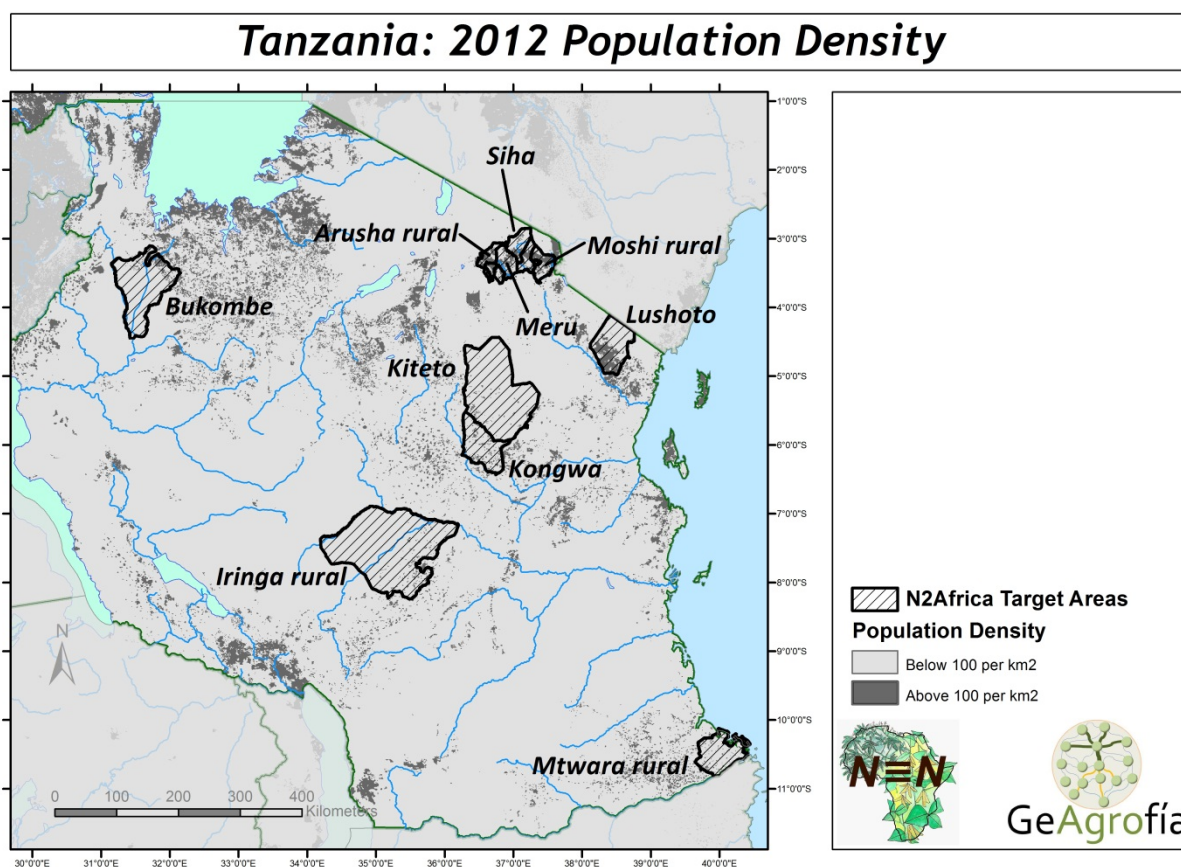 Tanzania: 2012 Population Density
1°0'0"S
2°0'0"S
3°0'0"S
4°0'0"S
5°0'0"S
6°0'0"S
7°0'0"S
8°0'0"S
9°0'0"S
10°0'0"S
11°0'0"S
Siha
Arusha rural
Moshi rural
Bukombe
Meru
Lushoto
Kiteto
Kongwa
Iringa rural
Mtwara rural
N
0 100 200 300 400
Kilometers
30°0'0"E 31°0'0"E 32°0'0"E 33°0'0"E 34°0'0"E 35°0'0"E 36°0'0"E 37°0'0"E 38°0'0"E 39°0'0"E 40°0'0"E
N2Africa Target Areas
Population Density
Below 100 per km2
Above 100 per km2
N≡N
GeAgrofía